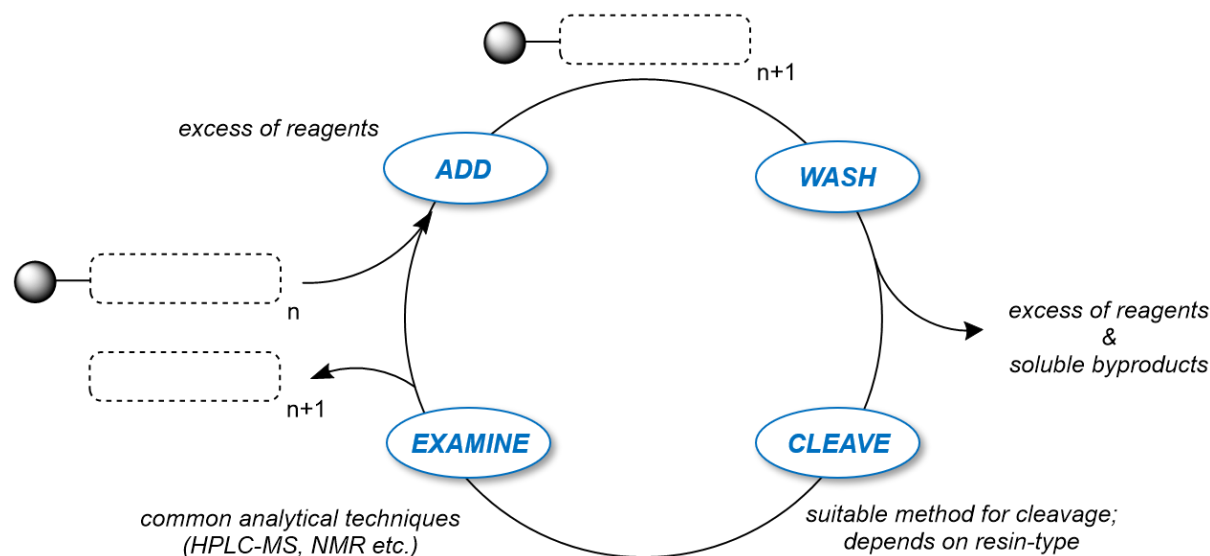 n+1
excess of reagents
ADD
WASH
n
excess of reagents
&
soluble byproducts
n+1
EXAMINE
CLEAVE
common analytical techniques
(HPLC-MS, NMR etc.)
suitable method for cleavage;
depends on resin-type